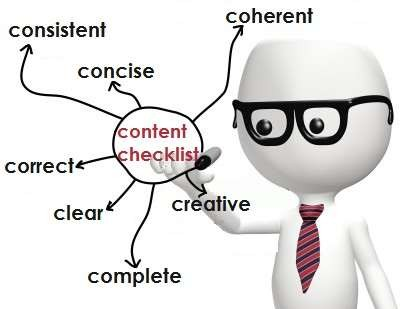 coherent
consistent
concise
content
checklist
correct
creative
clear
complete